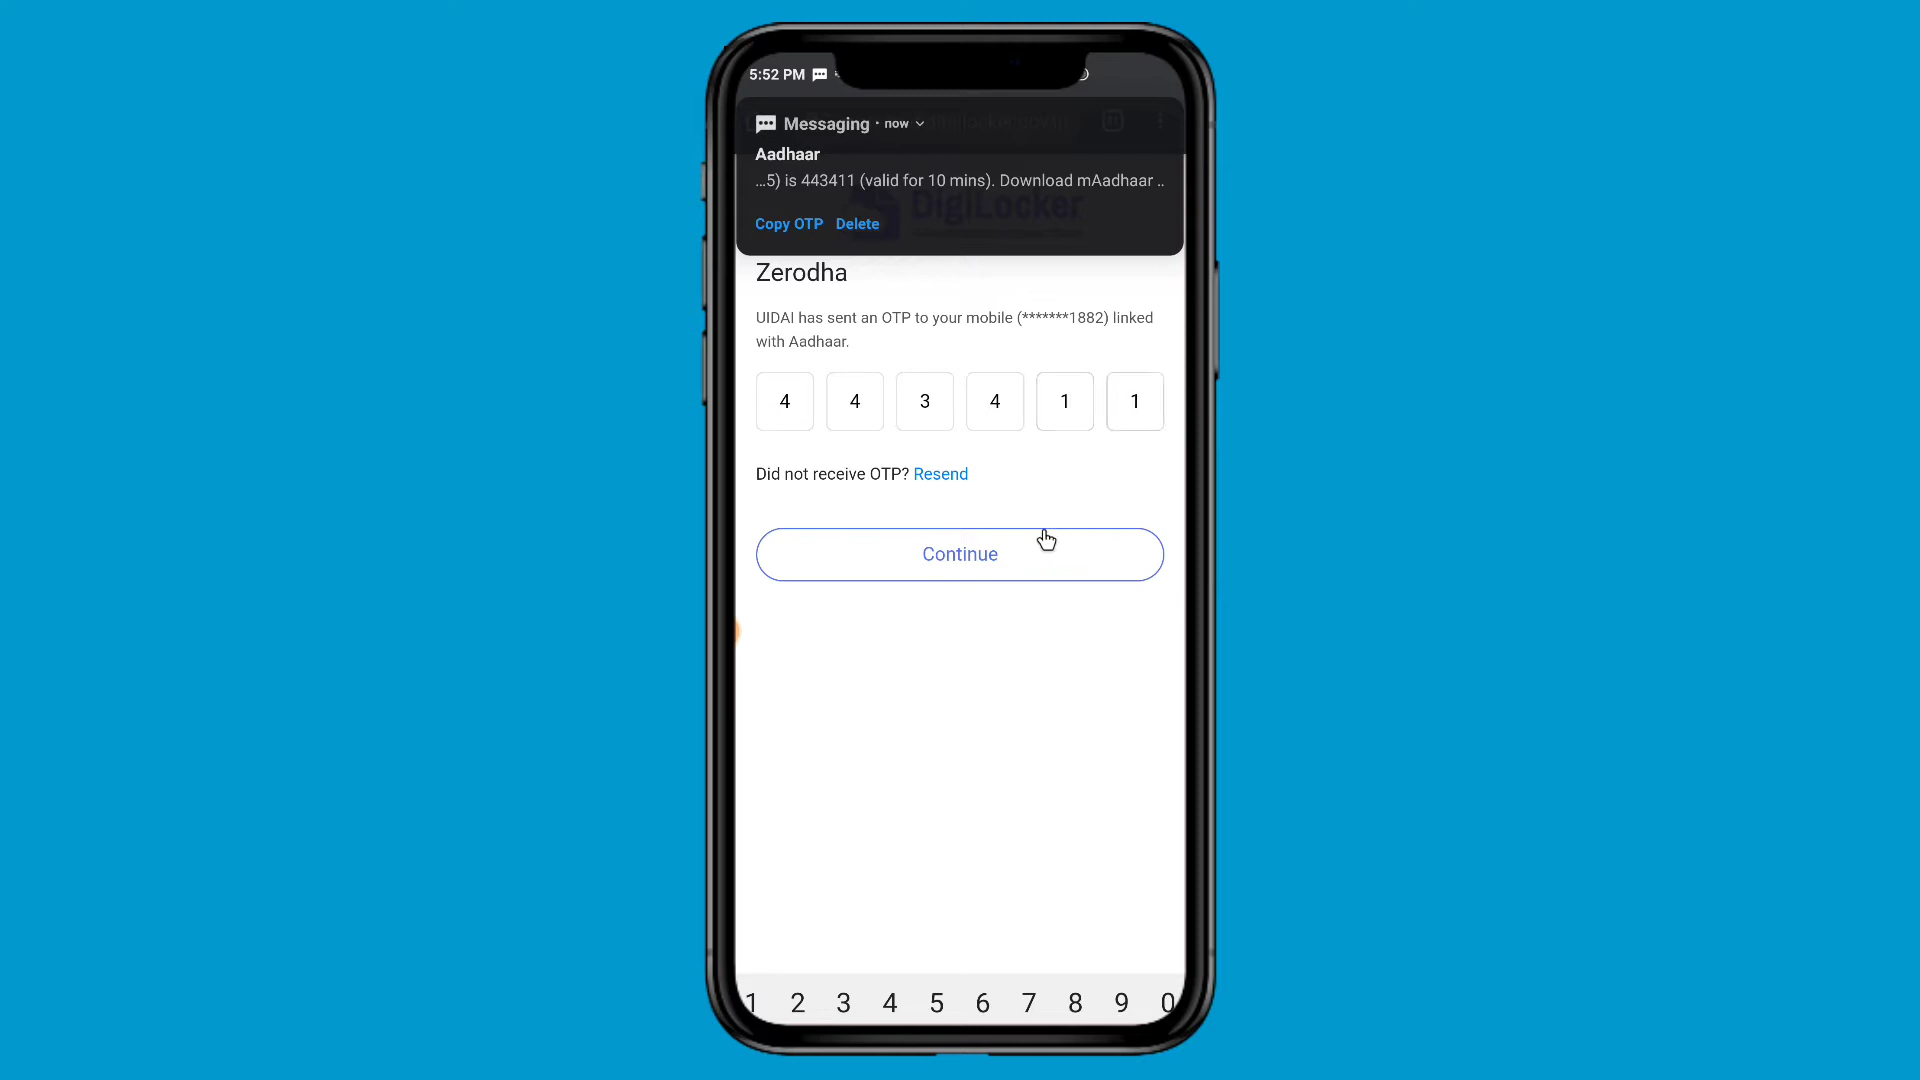 5:52 PM
Messaging · now
Aadhaar
...5) is 443411 (valid for 10 mins). Download mAadhaar ..
DigiLocker
Copy OTP Delete
Zerodha
UIDAI has sent an OTP to your mobile (*******1882) linked
with Aadhaar.
4 4 3 4 1 1
Did not receive OTP? Resend
Continue
1 2 3 4 5 6 7 8 9 0